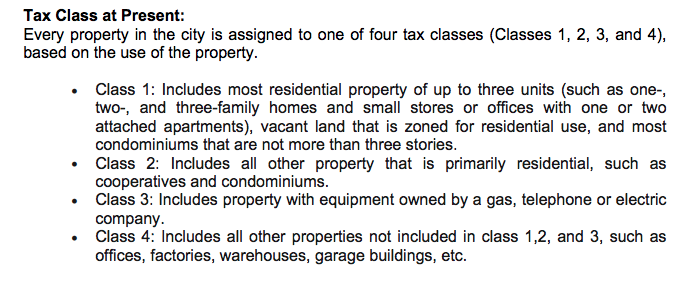 Tax Class at Present:
Every property in the city is assigned to one of four tax classes (Classes 1, 2, 3, and 4),
based on the use of the property.
• Class 1: Includes most residential property of up to three units (such as one-,
two-, and three-family homes and small stores or offices with one or two
attached apartments), vacant land that is zoned for residential use, and most
condominiums that are not more than three stories.
• Class 2: Includes all other property that is primarily residential, such as
cooperatives and condominiums.
• Class 3: Includes property with equipment owned by a gas, telephone or electric
company.
• Class 4: Includes all other properties not included in class 1,2, and 3, such as
offices, factories, warehouses, garage buildings, etc.